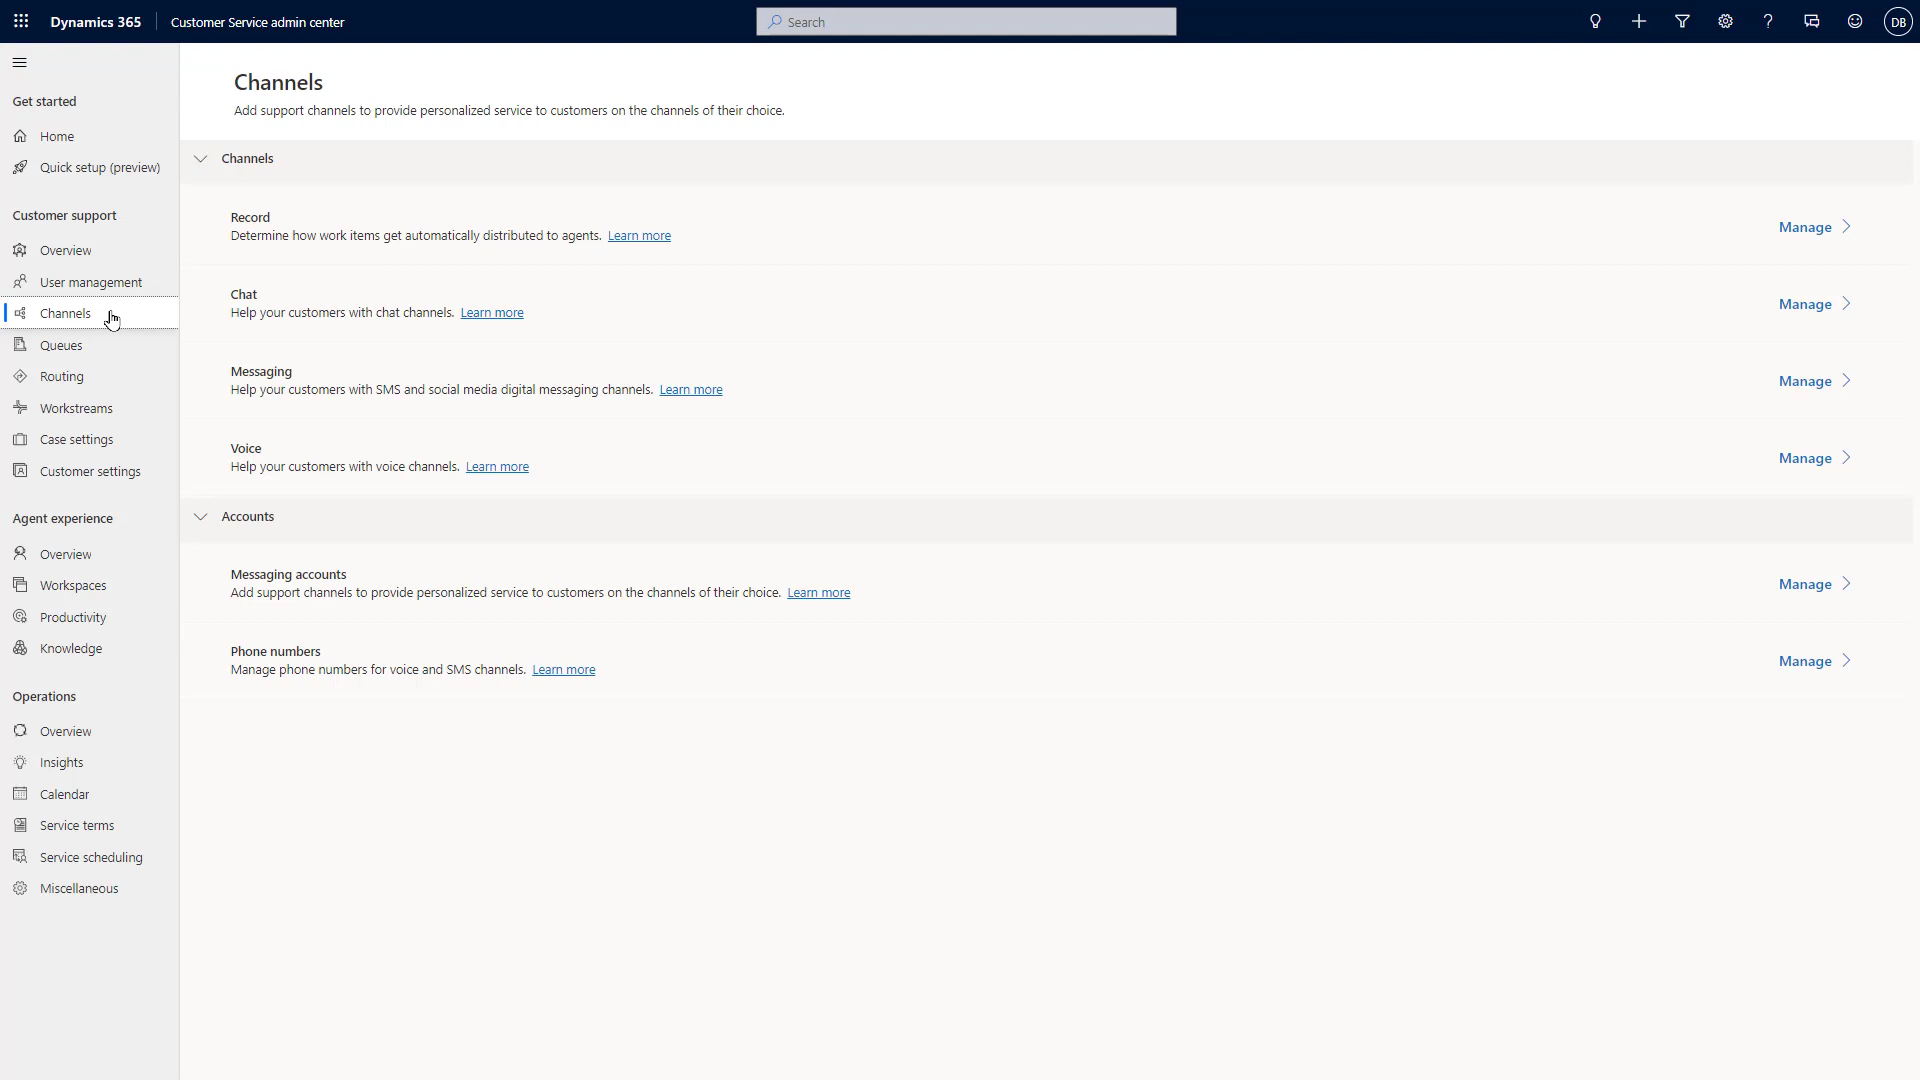 Dynamics 365
Customer Service admin center
Search
DB
Get started
Home
Quick setup (preview)
Customer support
Overview
User management
Channels
Queues
Routing
Workstreams
Case settings
Customer settings
Agent experience
Overview
Workspaces
Productivity
Knowledge
Operations
Overview
Insights
Calendar
Service terms
Service scheduling
Miscellaneous
Channels
Add support channels to provide personalized service to customers on the channels of their choice.
Channels
Record
Determine how work items get automatically distributed to agents. Learn more
Manage
Chat
Help your customers with chat channels. Learn more
Manage
Messaging
Help your customers with SMS and social media digital messaging channels. Learn more
Manage
Voice
Help your customers with voice channels. Learn more
Manage
Accounts
Messaging accounts
Add support channels to provide personalized service to customers on the channels of their choice. Learn more
Manage
Phone numbers
Manage phone numbers for voice and SMS channels. Learn more
Manage